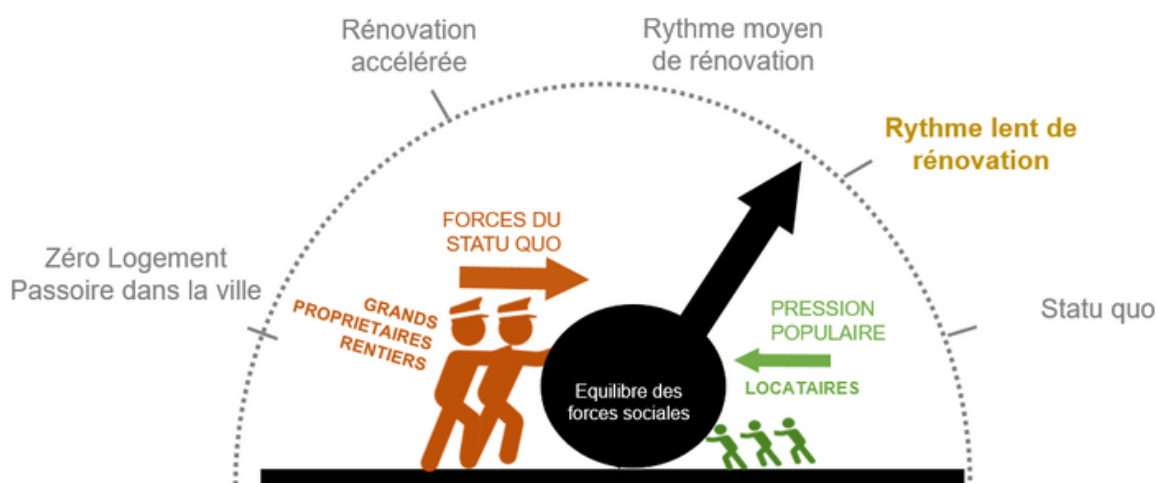 Rénovation
accélérée
Rythme moyen
de rénovation
Rythme lent de
rénovation
Zéro Logement
Passoire dans la ville
Statu quo
FORCES DU
STATU QUO
GRANDS
PROPRIETAIRES
RENTIERS
PRESSION
POPULAIRE
LOCATAIRES
Equilibre des
forces sociales